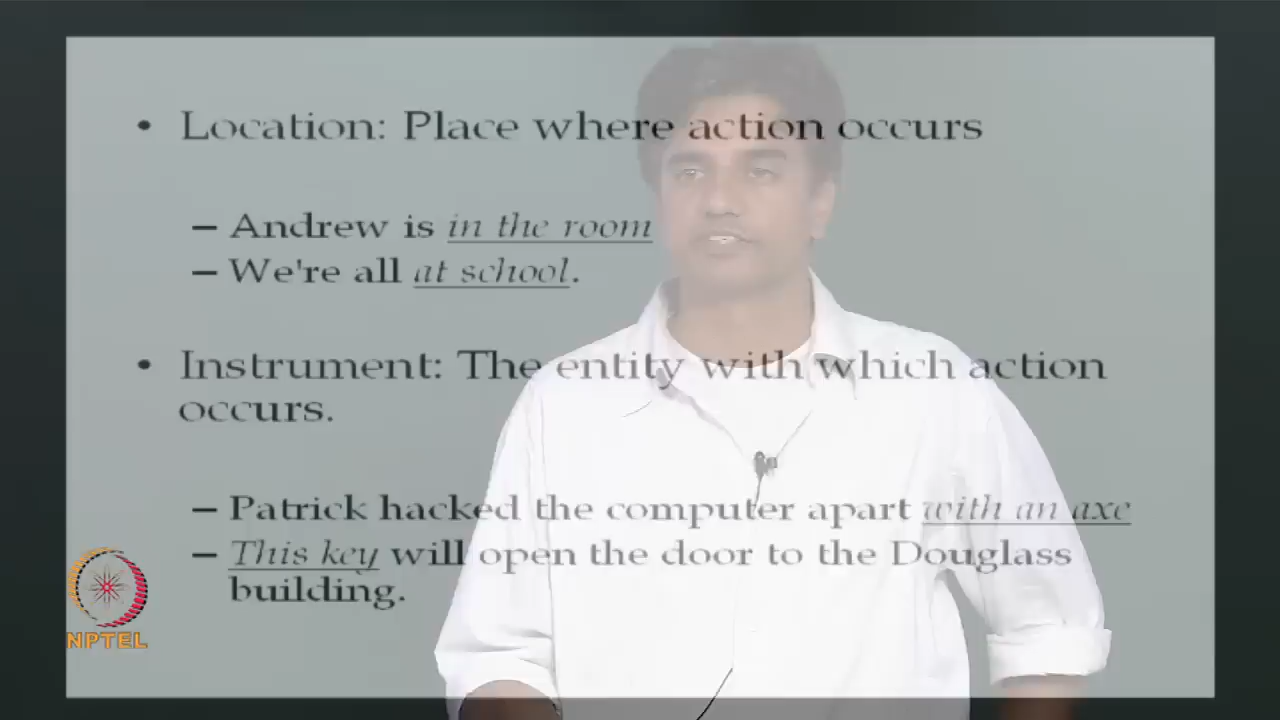 • Location: Place where action occurs
– Andrew is in the room
– We're all at school.
• Instrument: The entity with which action
occurs.
– Patrick hacked the computer apart with an axe
– This key will open the door to the Douglass
building.
NPTEL